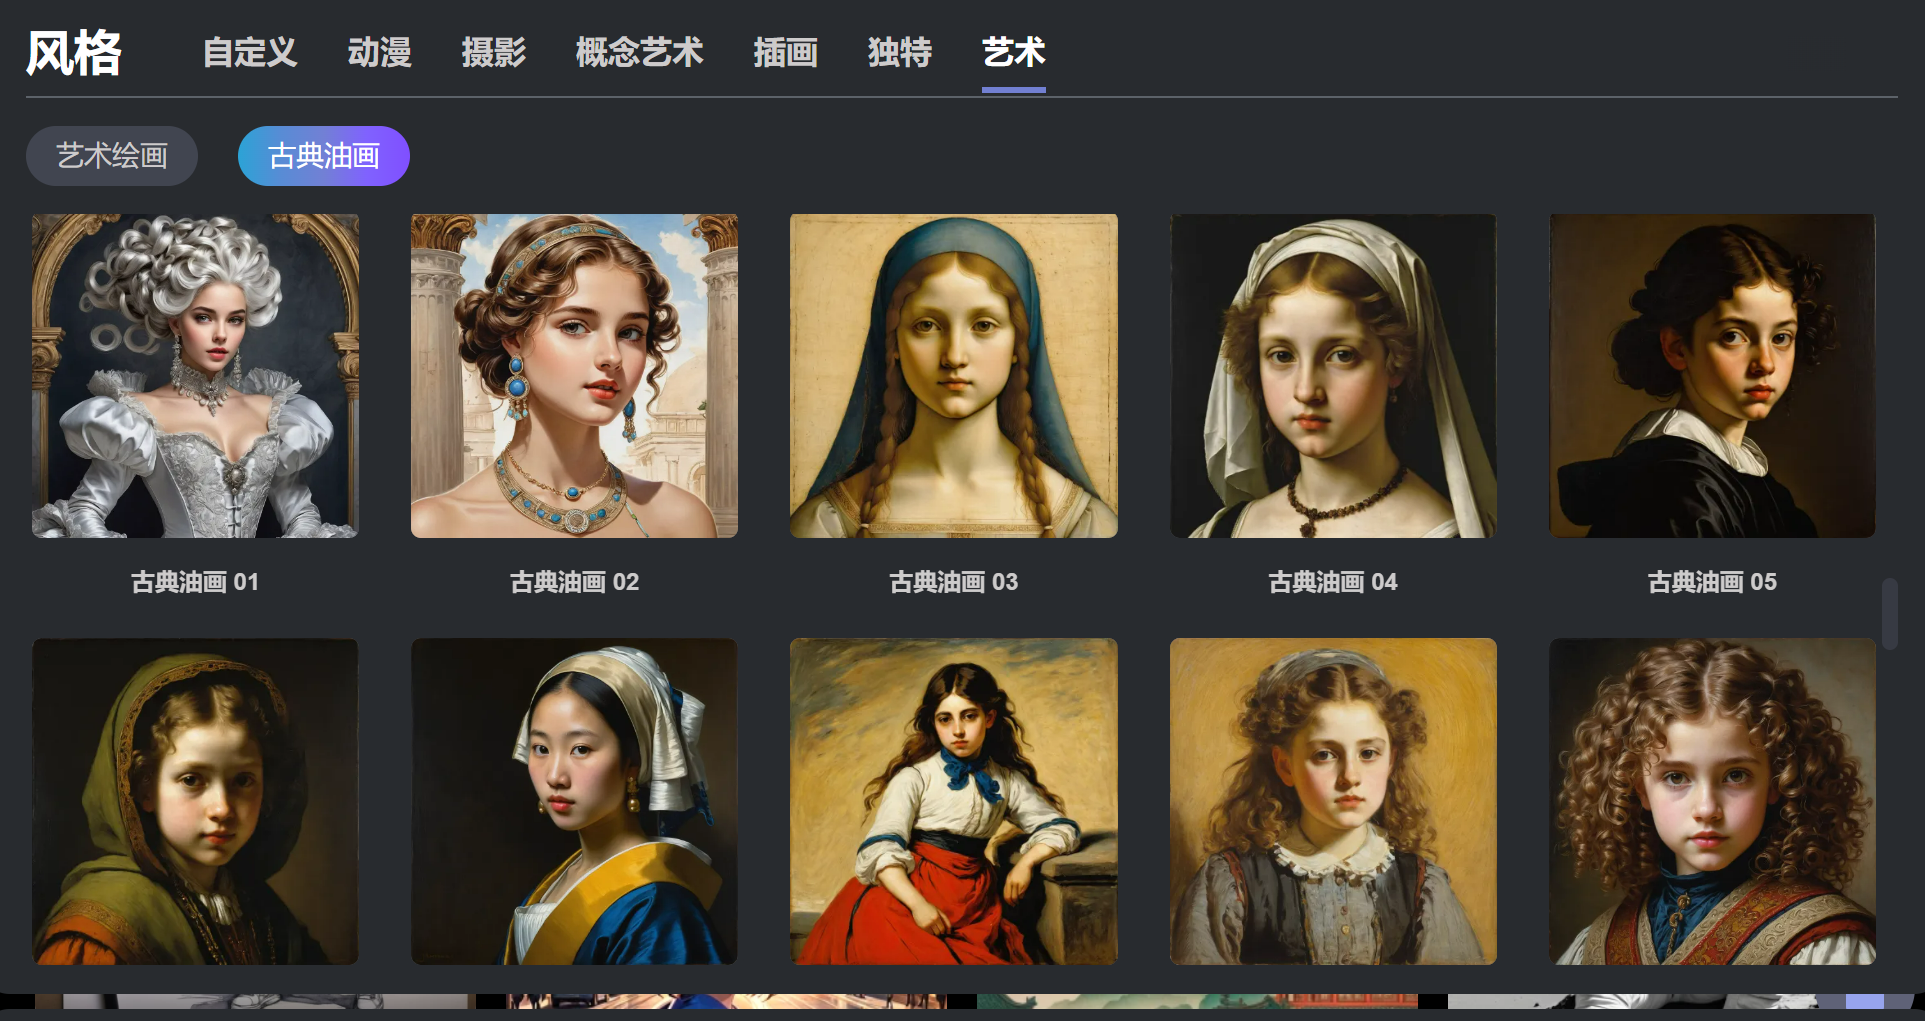 风格 自定义 动漫 摄影 概念艺术 插画 独特 艺术
艺术绘画 古典油画
古典油画 01 古典油画 02 古典油画 03 古典油画 04 古典油画 05